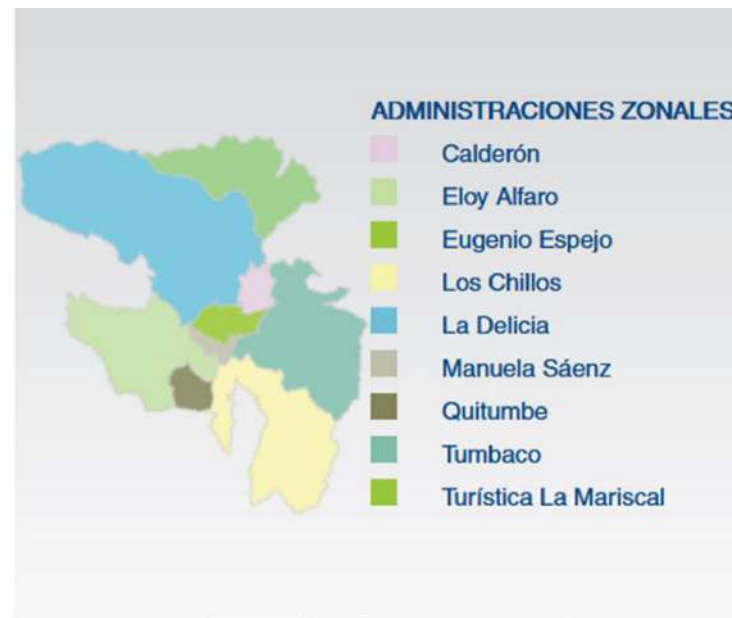 ADMINISTRACIONES ZONALES
Calderón
Eloy Alfaro
Eugenio Espejo
Los Chillos
La Delicia
Manuela Sáenz
Quitumbe
Tumbaco
Turística La Mariscal